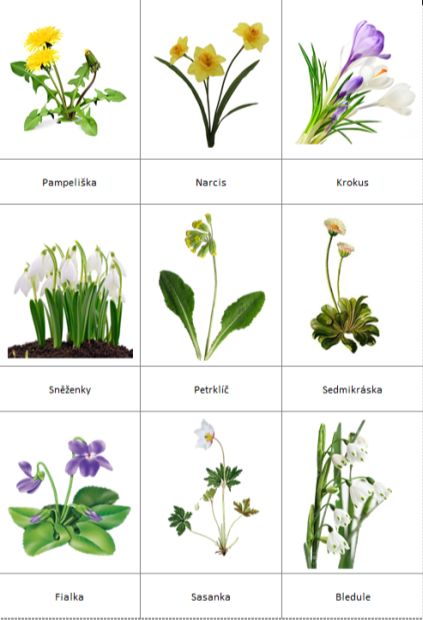 Pampeliška
Narcis
Krokus
Sněženky
Petrklíč
Sedmikráska
Fialka
Sasanka
Bledule